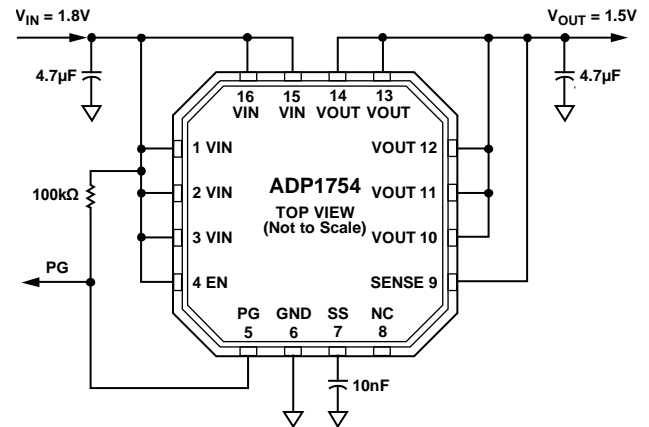 VIN = 1.8V
VOUT = 1.5V
4.7µF
4.7µF
16 15 14 13
VIN VIN VOUT VOUT
1 VIN
VOUT 12
100kΩ
2 VIN
ADP1754
VOUT 11
TOP VIEW
(Not to Scale)
3 VIN
VOUT 10
PG
4 EN
SENSE 9
PG GND SS NC
5 6 7 8
10nF